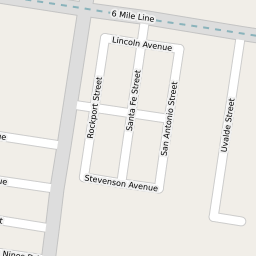 6 Mile Line
Lincoln Avenue
Rockport Street
Santa Fe Street
San Antonio Street
Uvalde Street
Stevenson Avenue